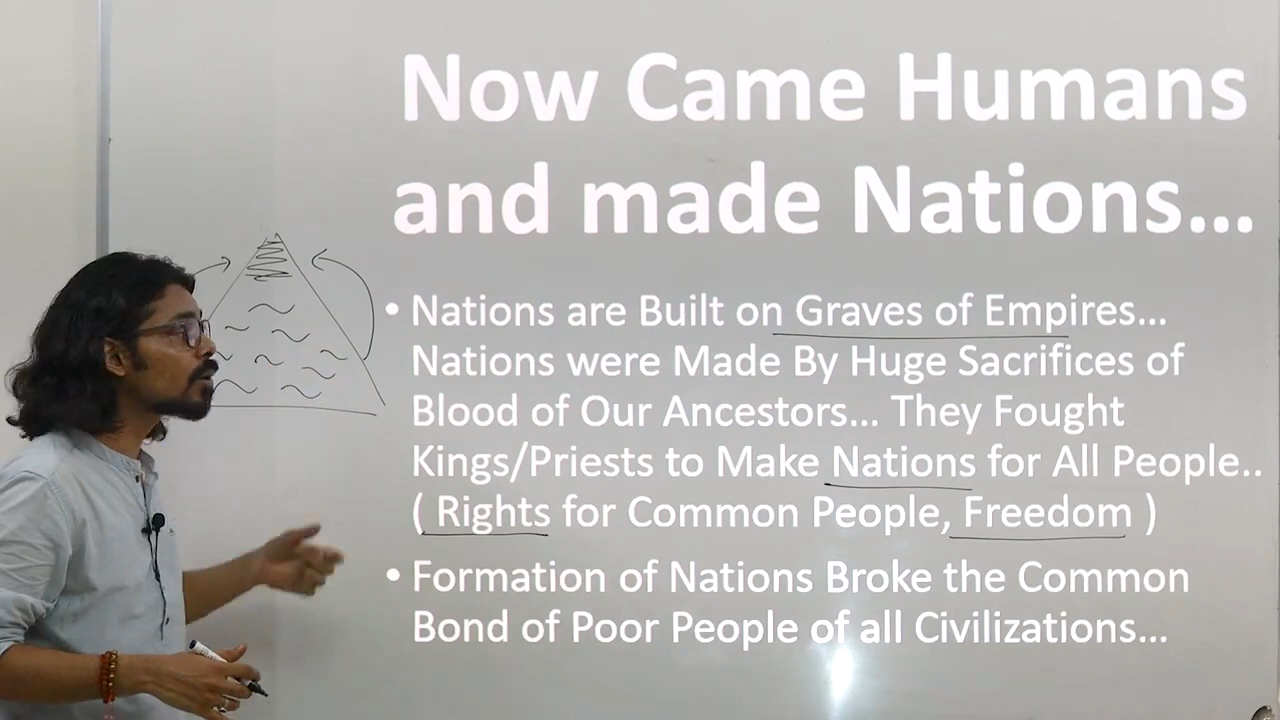 Now Came Humans
and made Nations...
• Nations are Built on Graves of Empires...
Nations were Made By Huge Sacrifices of
Blood of Our Ancestors... They Fought
Kings/Priests to Make Nations for All People..
( Rights for Common People, Freedom )
• Formation of Nations Broke the Common
Bond of Poor People of all Civilizations...